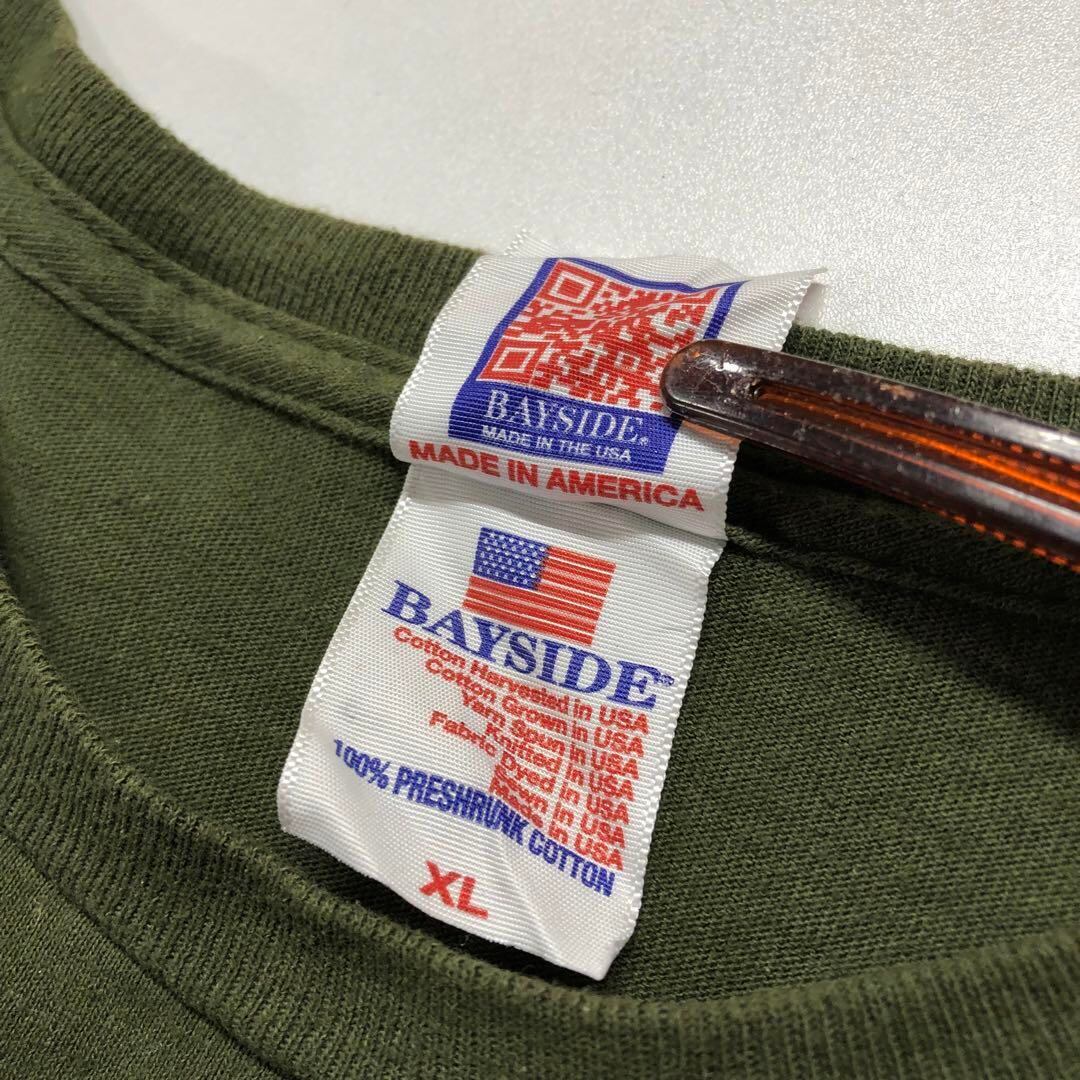 BAYSIDE®
MADE IN THE USA
MADE IN AMERICA
BAYSIDE®
Cotton Harvested in USA
Cotton Grown in USA
Yarn Spun in USA
Knitted in USA
Fabric Dyed in USA
Sewn in USA
Made in USA
100% PRESHRUNK COTTON
XL